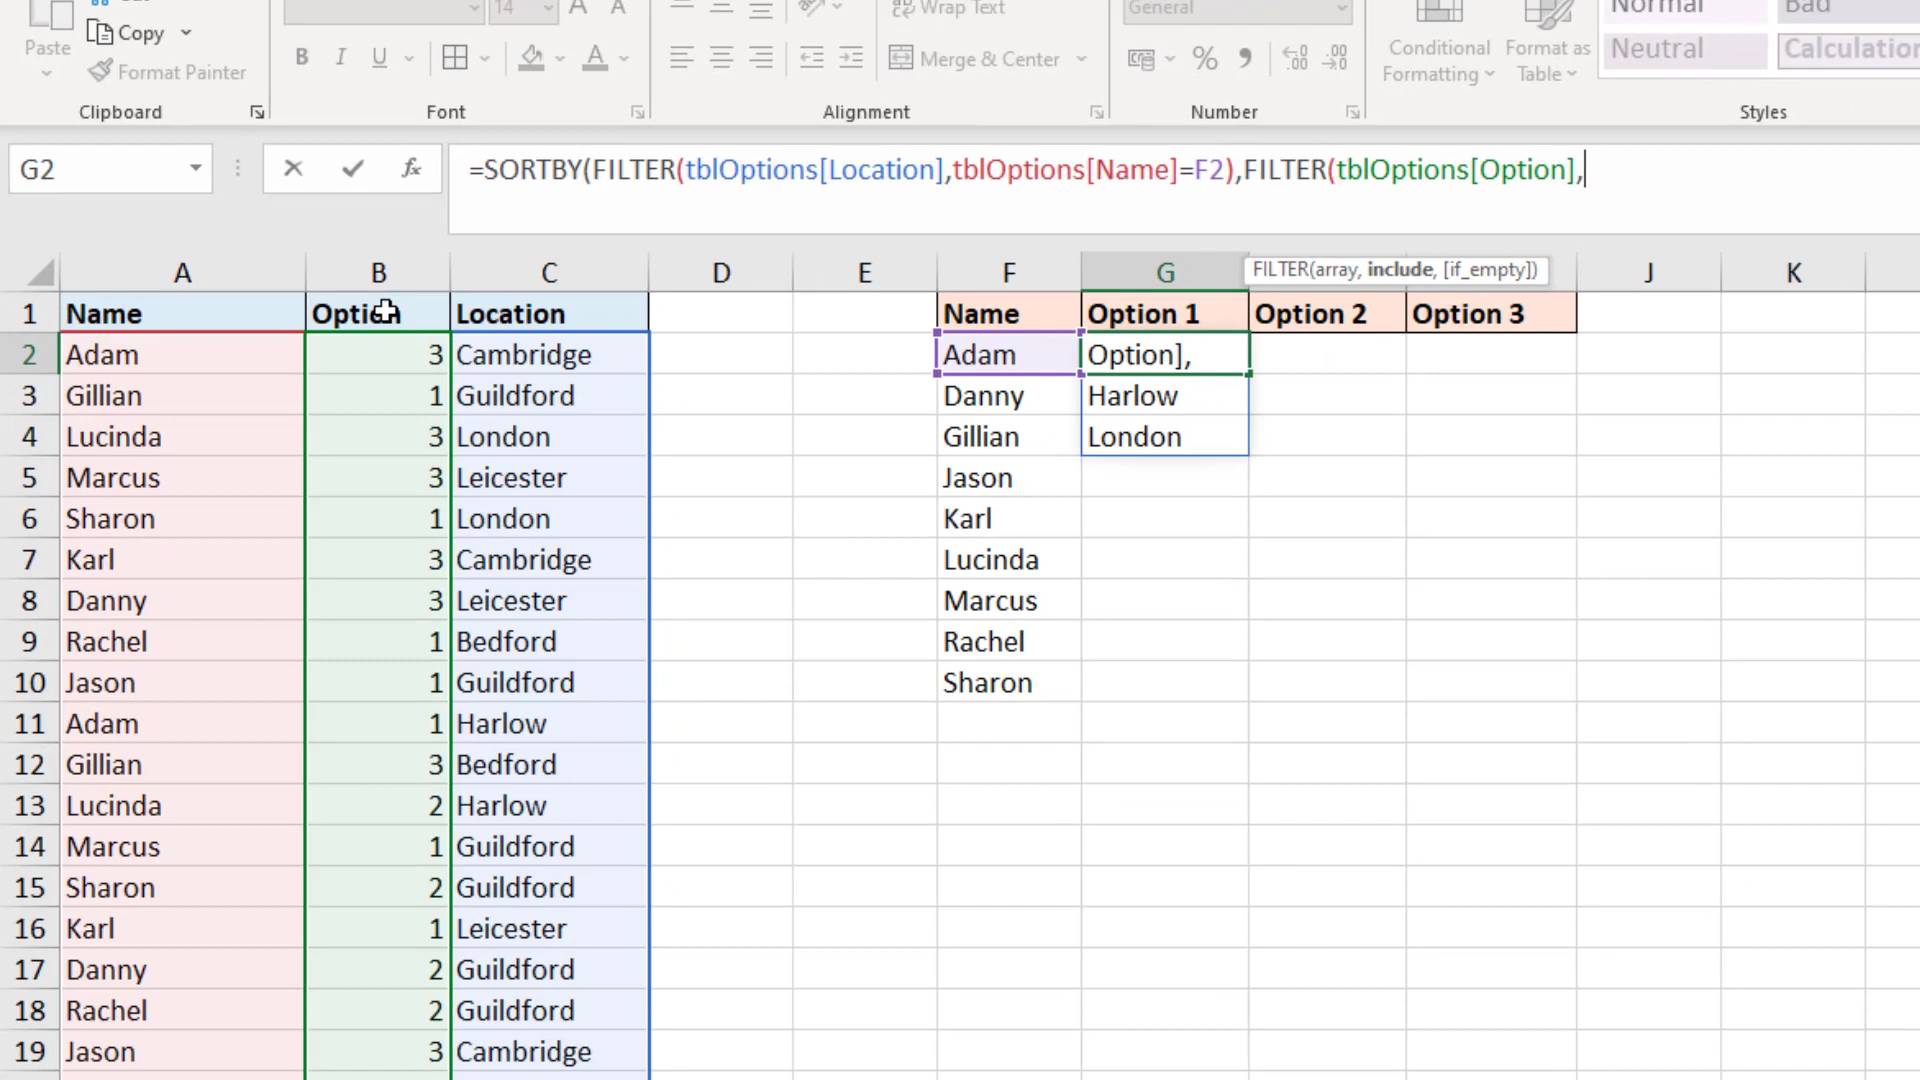 14 A A Wrap Text General Normal Bad
Paste Copy B I U A Merge & Center % , Conditional Formatting Format as Table Neutral Calculation
Format Painter
Clipboard Font Alignment Number Styles
G2 fx =SORTBY(FILTER(tblOptions[Location],tblOptions[Name]=F2),FILTER(tblOptions[Option],
FILTER(array, include, [if_empty])
A B C D E F G J K
1 Name Option Location Name Option 1 Option 2 Option 3
2 Adam 3 Cambridge Adam Option],
3 Gillian 1 Guildford Danny Harlow
4 Lucinda 3 London Gillian London
5 Marcus 3 Leicester Jason
6 Sharon 1 London Karl
7 Karl 3 Cambridge Lucinda
8 Danny 3 Leicester Marcus
9 Rachel 1 Bedford Rachel
10 Jason 1 Guildford Sharon
11 Adam 1 Harlow
12 Gillian 3 Bedford
13 Lucinda 2 Harlow
14 Marcus 1 Guildford
15 Sharon 2 Guildford
16 Karl 1 Leicester
17 Danny 2 Guildford
18 Rachel 2 Guildford
19 Jason 3 Cambridge